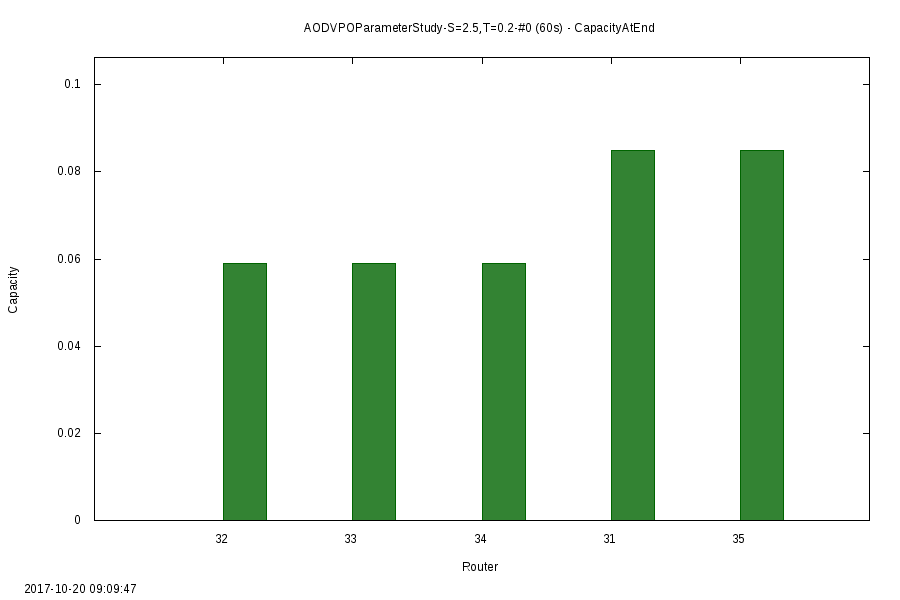 AODVPOParameterStudy-S=2.5,T=0.2-#0 (60s) - CapacityAtEnd
0.1
0.08
0.06
0.04
0.02
0
Capacity
32 33 34 31 35
Router
2017-10-20 09:09:47